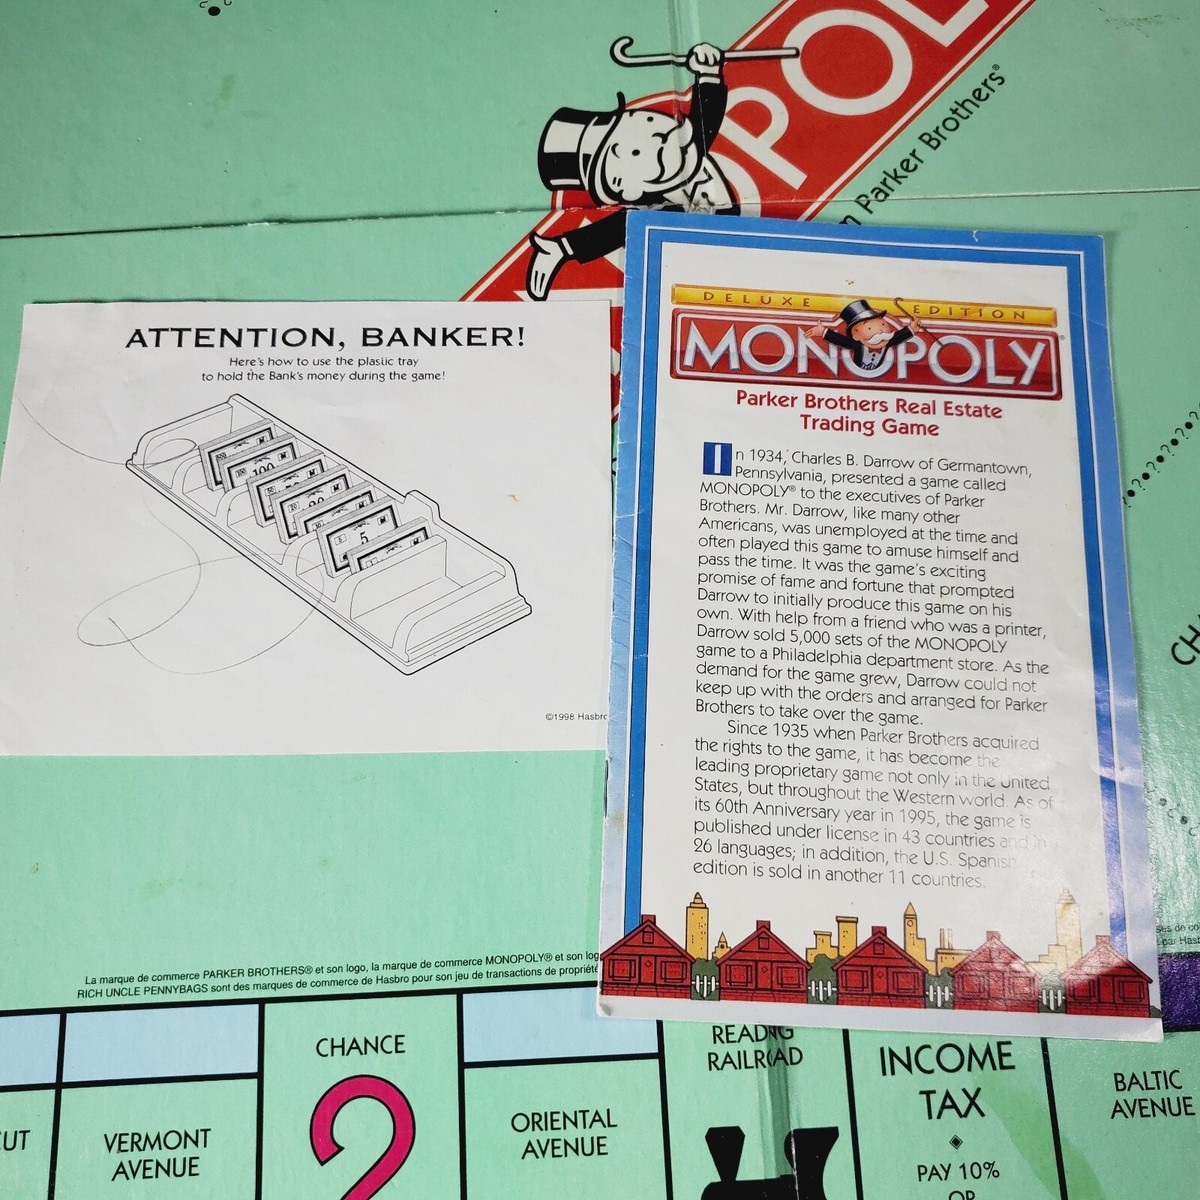 OPOL
Parker Brothers®
ATTENTION, BANKER!
Here's how to use the plastic tray
to hold the Bank's money during the game!
100
5
5
©1998 Hasbro
DELUXE EDITION
MONOPOLY®
Parker Brothers Real Estate
Trading Game
In 1934, Charles B. Darrow of Germantown,
Pennsylvania, presented a game called
MONOPOLY® to the executives of Parker
Brothers. Mr. Darrow, like many other
Americans, was unemployed at the time and
often played this game to amuse himself and
pass the time. It was the game's exciting
promise of fame and fortune that prompted
Darrow to initially produce this game on his
own. With help from a friend who was a printer,
Darrow sold 5,000 sets of the MONOPOLY
game to a Philadelphia department store. As the
demand for the game grew, Darrow could not
keep up with the orders and arranged for Parker
Brothers to take over the game.
Since 1935 when Parker Brothers acquired
the rights to the game, it has become the
leading proprietary game not only in the United
States, but throughout the Western world. As of
its 60th Anniversary year in 1995, the game is
published under license in 43 countries and in
26 languages; in addition, the U.S. Spanish
edition is sold in another 11 countries.
CH
La marque de commerce PARKER BROTHERS® et son logo, la marque de commerce MONOPOLY® et son log
RICH UNCLE PENNYBAGS sont des marques de commerce de Hasbro pour son jeu de transactions de propriété
CUT
VERMONT
AVENUE
CHANCE
ORIENTAL
AVENUE
READING
RAILROAD
INCOME
TAX
PAY 10%
OR
BALTIC
AVENUE